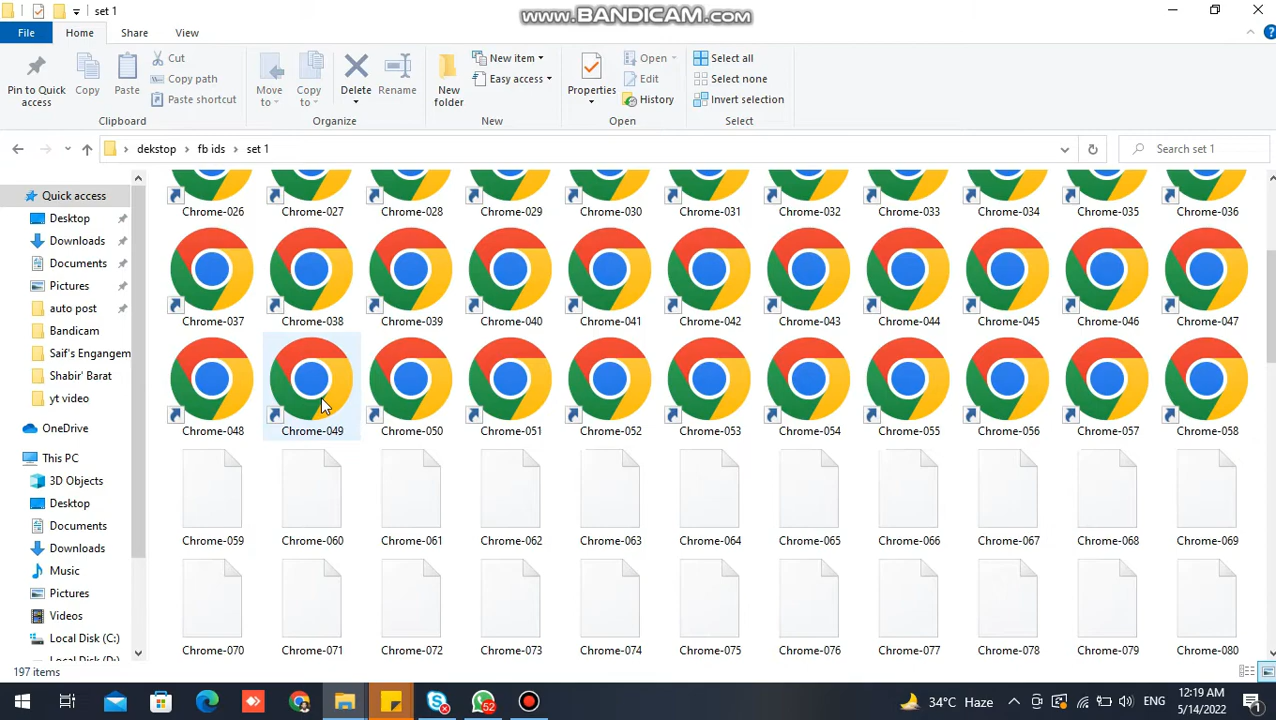 set 1
www.BANDICAM.com
File
Home
Share
View
Pin to Quick access
Copy
Paste
Cut
Copy path
Paste shortcut
Clipboard
Move to
Copy to
Delete
Rename
Organize
New folder
New item
Easy access
New
Properties
Open
Edit
History
Open
Select all
Select none
Invert selection
Select
dekstop
fb ids
set 1
Search set 1
Quick access
Desktop
Downloads
Documents
Pictures
auto post
Bandicam
Saif's Engangem
Shabir' Barat
yt video
OneDrive
This PC
3D Objects
Desktop
Documents
Downloads
Music
Pictures
Videos
Local Disk (C:)
Local Disk (D:)
Chrome-026 Chrome-027 Chrome-028 Chrome-029 Chrome-030 Chrome-031 Chrome-032 Chrome-033 Chrome-034 Chrome-035 Chrome-036
Chrome-037 Chrome-038 Chrome-039 Chrome-040 Chrome-041 Chrome-042 Chrome-043 Chrome-044 Chrome-045 Chrome-046 Chrome-047
Chrome-048 Chrome-049 Chrome-050 Chrome-051 Chrome-052 Chrome-053 Chrome-054 Chrome-055 Chrome-056 Chrome-057 Chrome-058
Chrome-059 Chrome-060 Chrome-061 Chrome-062 Chrome-063 Chrome-064 Chrome-065 Chrome-066 Chrome-067 Chrome-068 Chrome-069
Chrome-070 Chrome-071 Chrome-072 Chrome-073 Chrome-074 Chrome-075 Chrome-076 Chrome-077 Chrome-078 Chrome-079 Chrome-080
197 items
52
34°C Haze
ENG
12:19 AM
5/14/2022
1